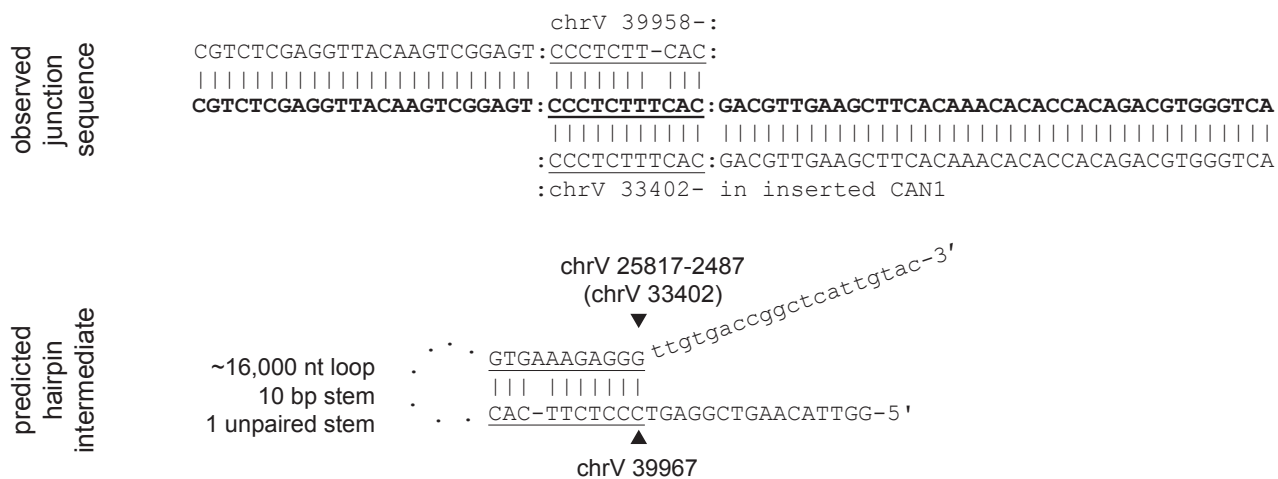 observed
junction
sequence
chrV 39958-:
CGTCTCGAGGTTACAAGTCGGAGT:CCCTCTT-CAC:
|||||||||||||||||||||||| ||||||| |||
CGTCTCGAGGTTACAAGTCGGAGT:CCCTCTTTCAC:GACGTTGAAGCTTCACAAACACACCACAGACGTGGGTCA
||||||||||| |||||||||||||||||||||||||||||||||||||||
:CCCTCTTTCAC:GACGTTGAAGCTTCACAAACACACCACAGACGTGGGTCA
:chrV 33402- in inserted CAN1
predicted
hairpin
intermediate
chrV 25817-2487
(chrV 33402)
▼
GTGAAAGAGGGttgtgaccggctcattgtac-3'
~16,000 nt loop
10 bp stem
1 unpaired stem
||| |||||||
CAC-TTCTCCCTGAGGCTGAACATTGG-5'
▲
chrV 39967